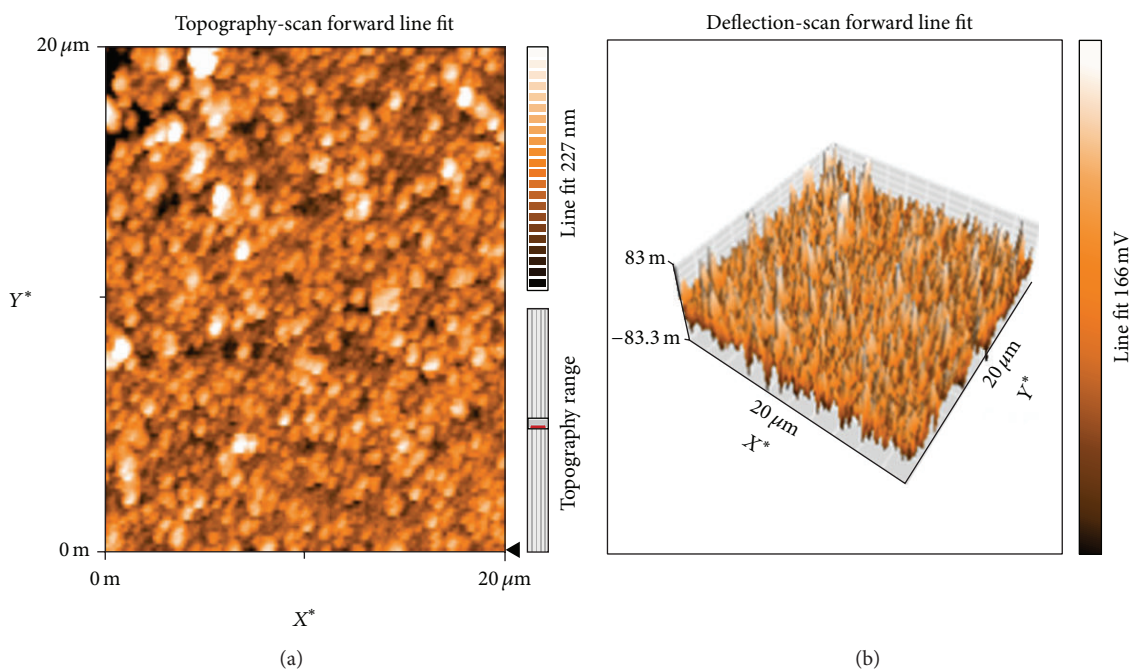 Topography-scan forward line fit
20 μm
Y*
0 m
0 m
20 μm
X*
Line fit 227 nm
Topography range
(a)
Deflection-scan forward line fit
83 m
−83.3 m
20 μm
X*
20 μm
Y*
Line fit 166 mV
(b)